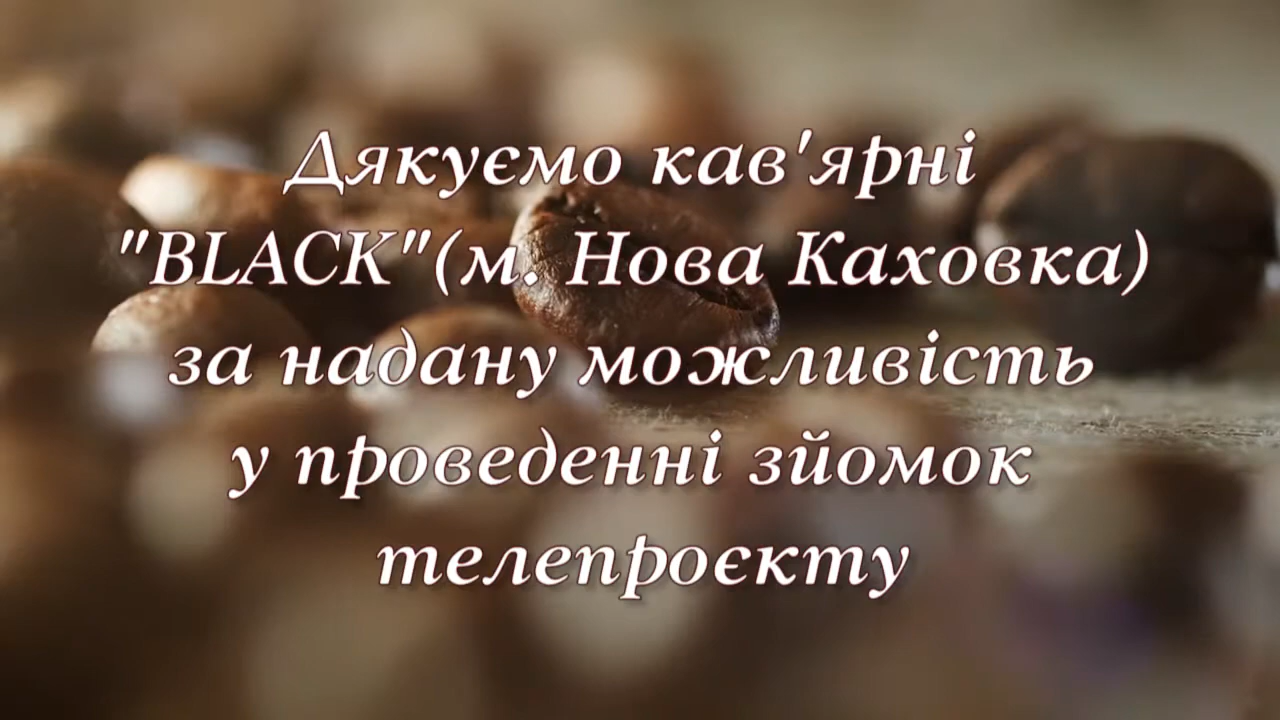 Дякуємо кав'ярні
"BLACK"(м. Нова Каховка)
за надану можливість
у проведенні зйомок
телепроєкту